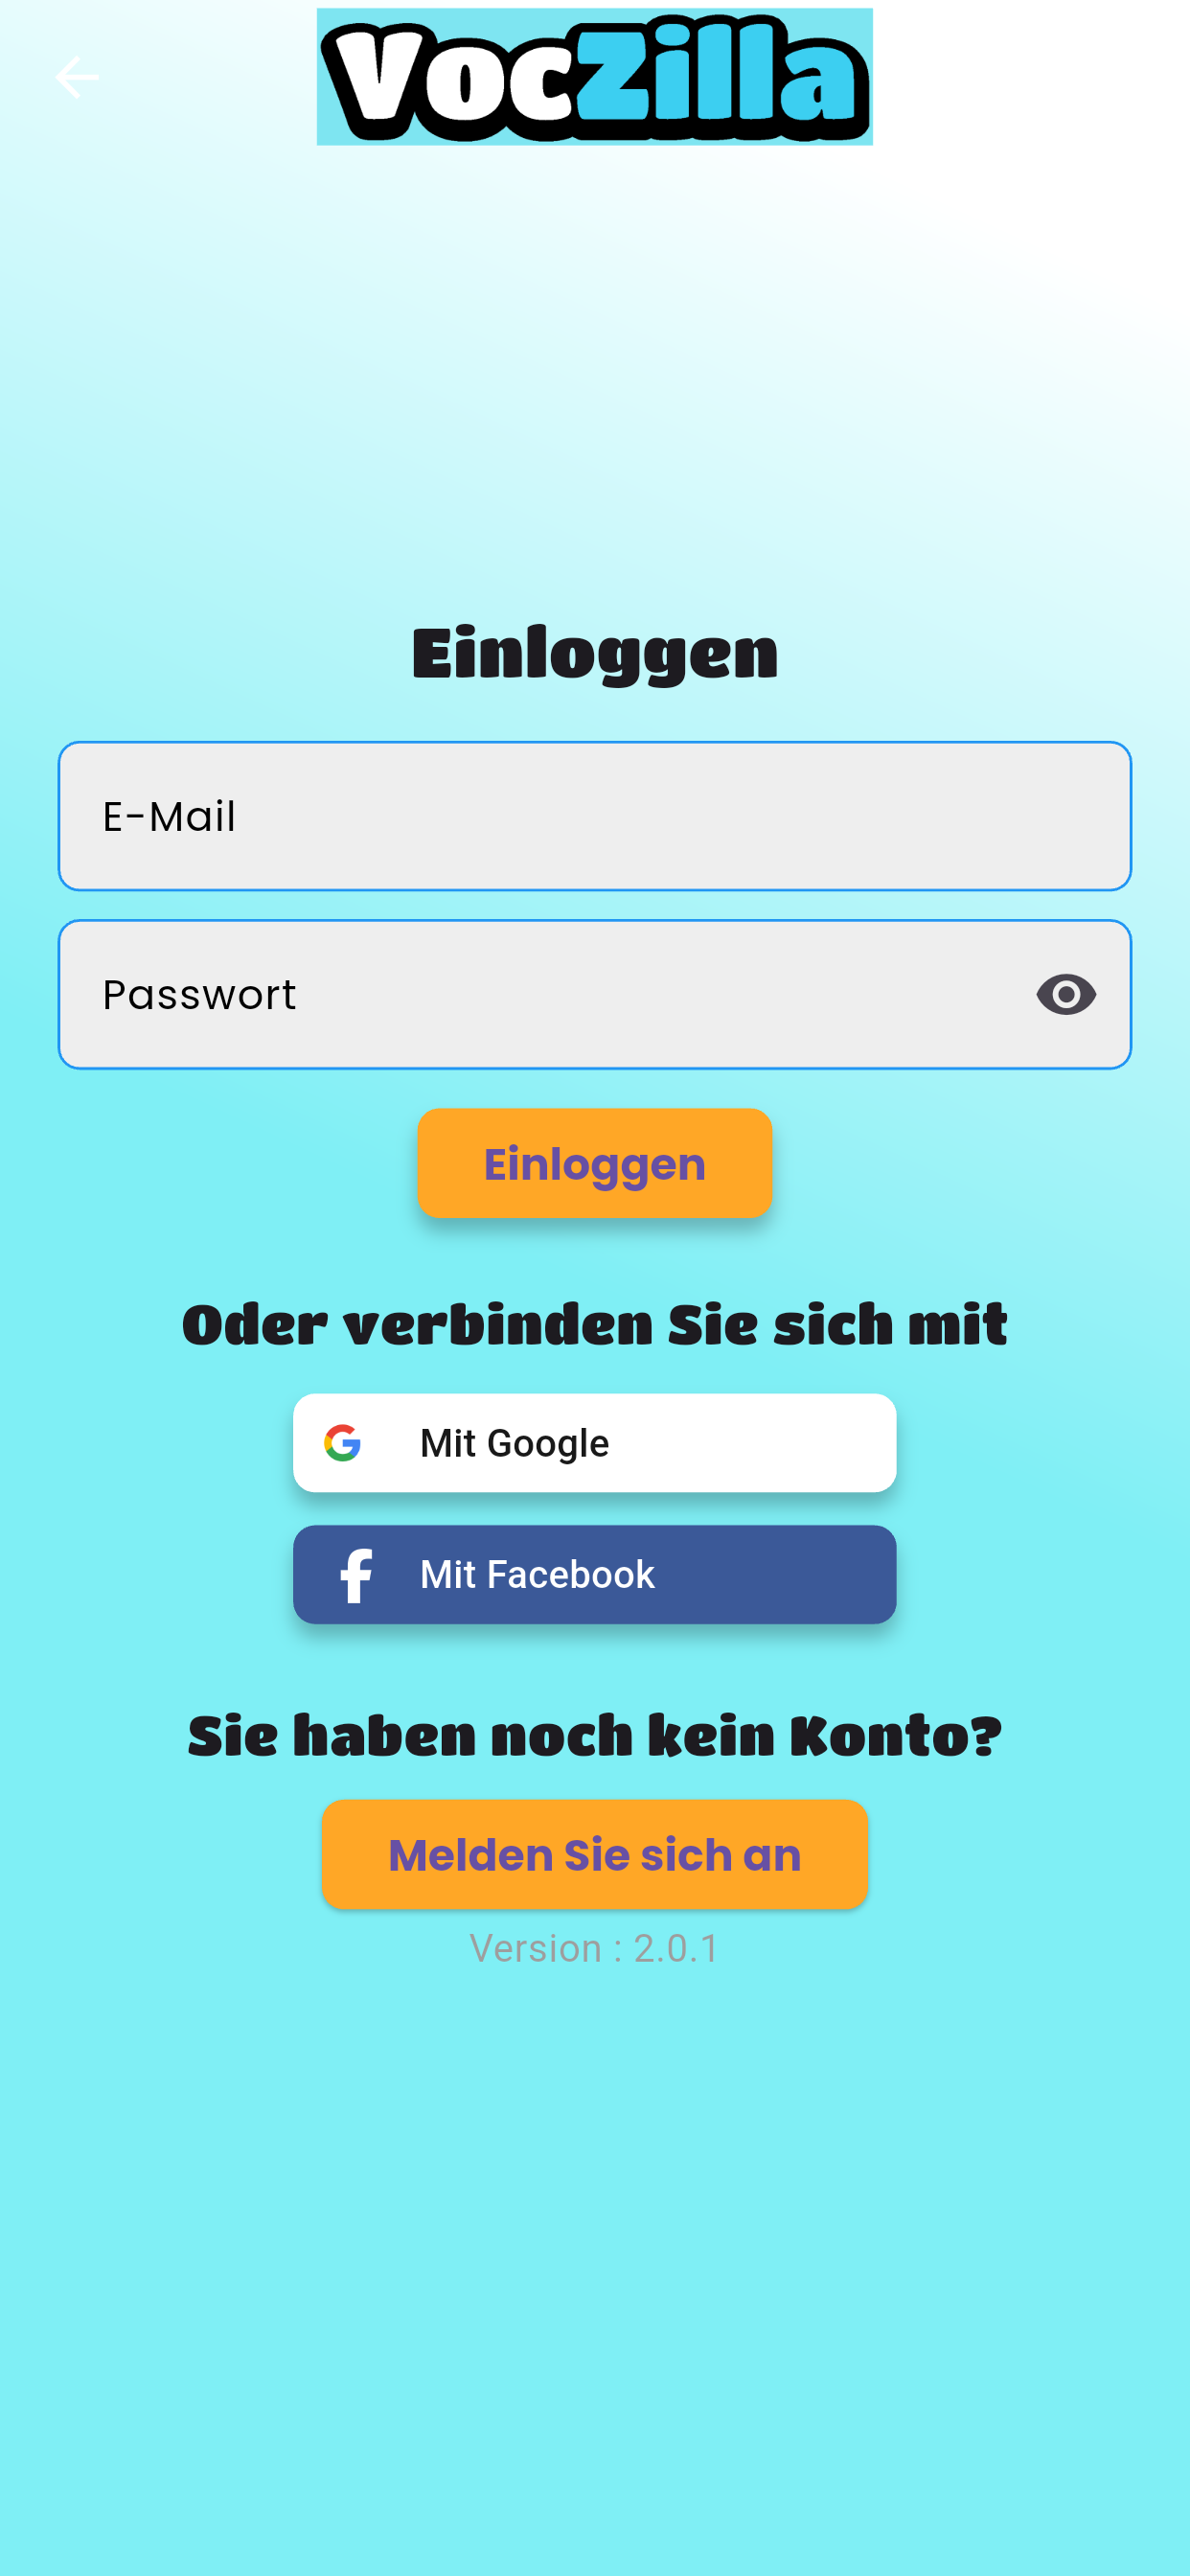 VocZilla
Einloggen
E-Mail
Passwort
Einloggen
Oder verbinden Sie sich mit
Mit Google
Mit Facebook
Sie haben noch kein Konto?
Melden Sie sich an
Version : 2.0.1